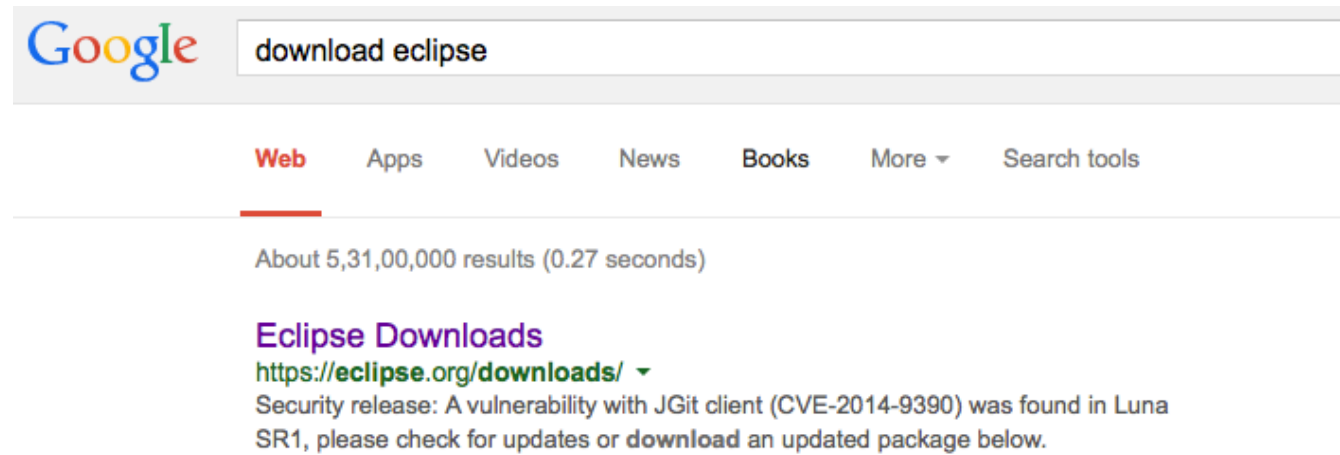 Google download eclipse
Web Apps Videos News Books More Search tools
About 5,31,00,000 results (0.27 seconds)
Eclipse Downloads
https://eclipse.org/downloads/
Security release: A vulnerability with JGit client (CVE-2014-9390) was found in Luna
SR1, please check for updates or download an updated package below.